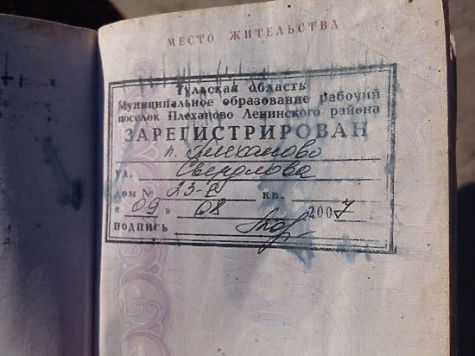 МЕСТО ЖИТЕЛЬСТВА
Тульская область
Муниципальное образование рабочий
поселок Плеханово Ленинского района
ЗАРЕГИСТРИРОВАН
п. Плеханово
ул. Свердлова
дом № 23-а кв.
« 09 » 08 2007
подпись